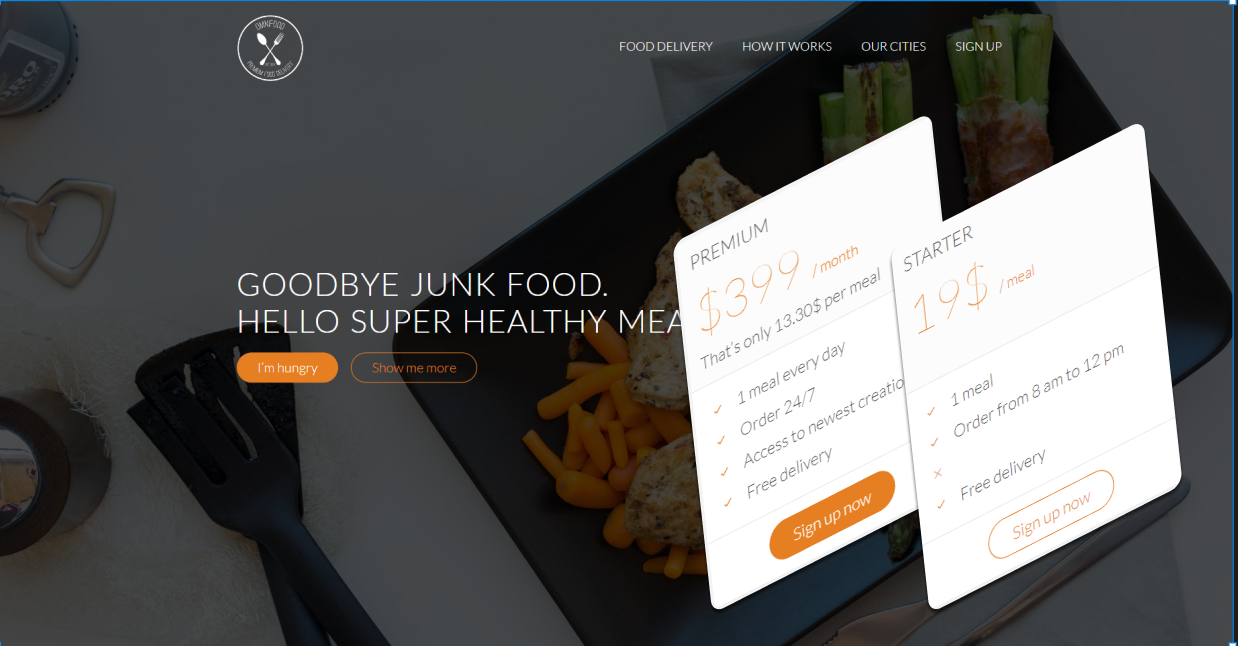 OMNIFOOD
PREMIUM FOOD DELIVERY
FOOD DELIVERY
HOW IT WORKS
OUR CITIES
SIGN UP
GOODBYE JUNK FOOD.
HELLO SUPER HEALTHY MEA
I'm hungry
Show me more
PREMIUM
$399 / month
That's only 13.30$ per meal
1 meal every day
Order 24/7
Access to newest creatio
Free delivery
Sign up now
STARTER
19$ / meal
1 meal
Order from 8 am to 12 pm
Free delivery
Sign up now